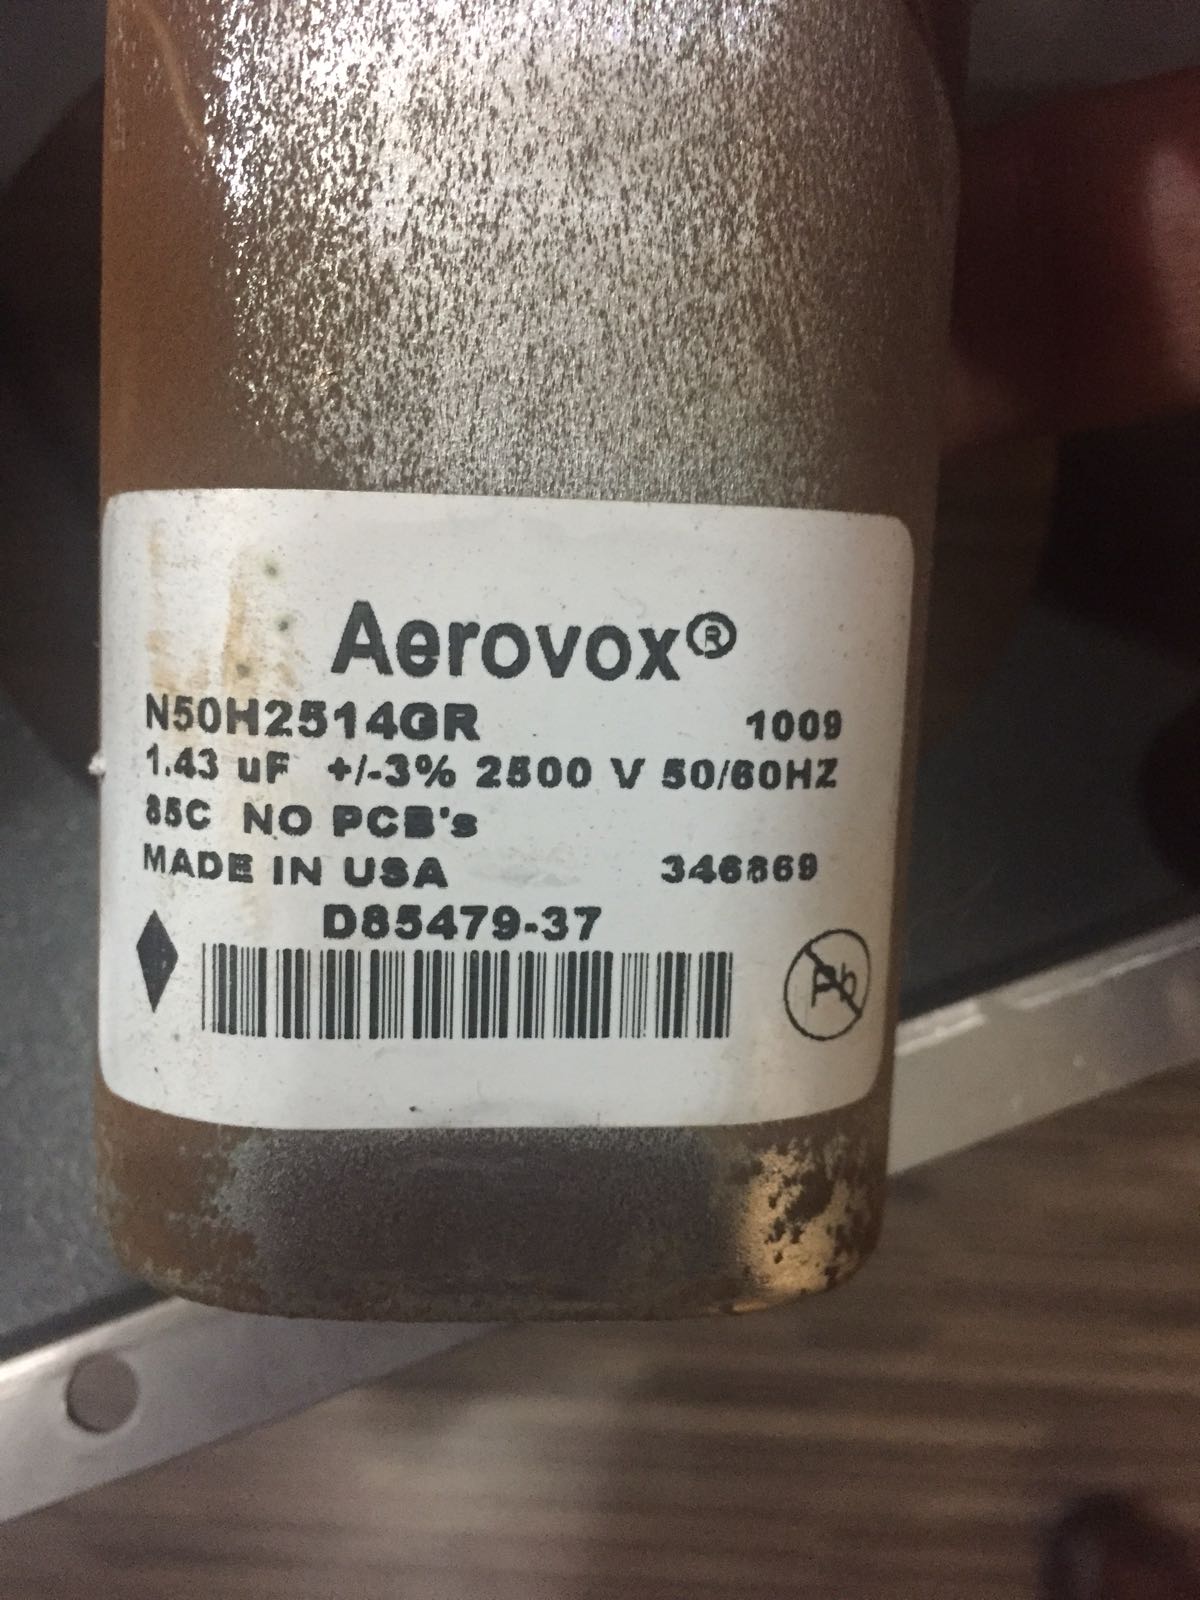 Aerovox®
N50H2514GR 1009
1.43 uF +/-3% 2500 V 50/60HZ
85C NO PCB's
MADE IN USA 346869
D85479-37
Pb